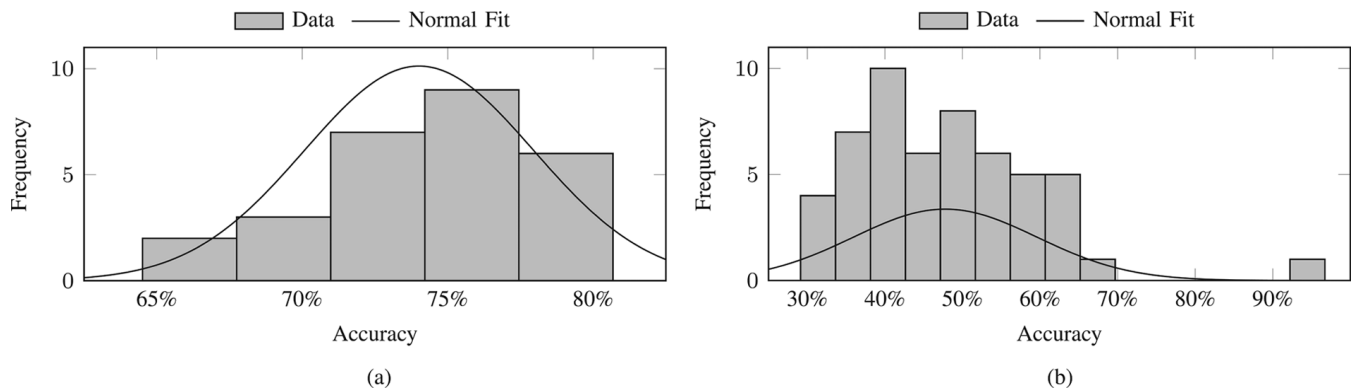 Data Normal Fit
10
5
0
Frequency
65% 70% 75% 80%
Accuracy
(a)
Data Normal Fit
10
5
0
Frequency
30% 40% 50% 60% 70% 80% 90%
Accuracy
(b)